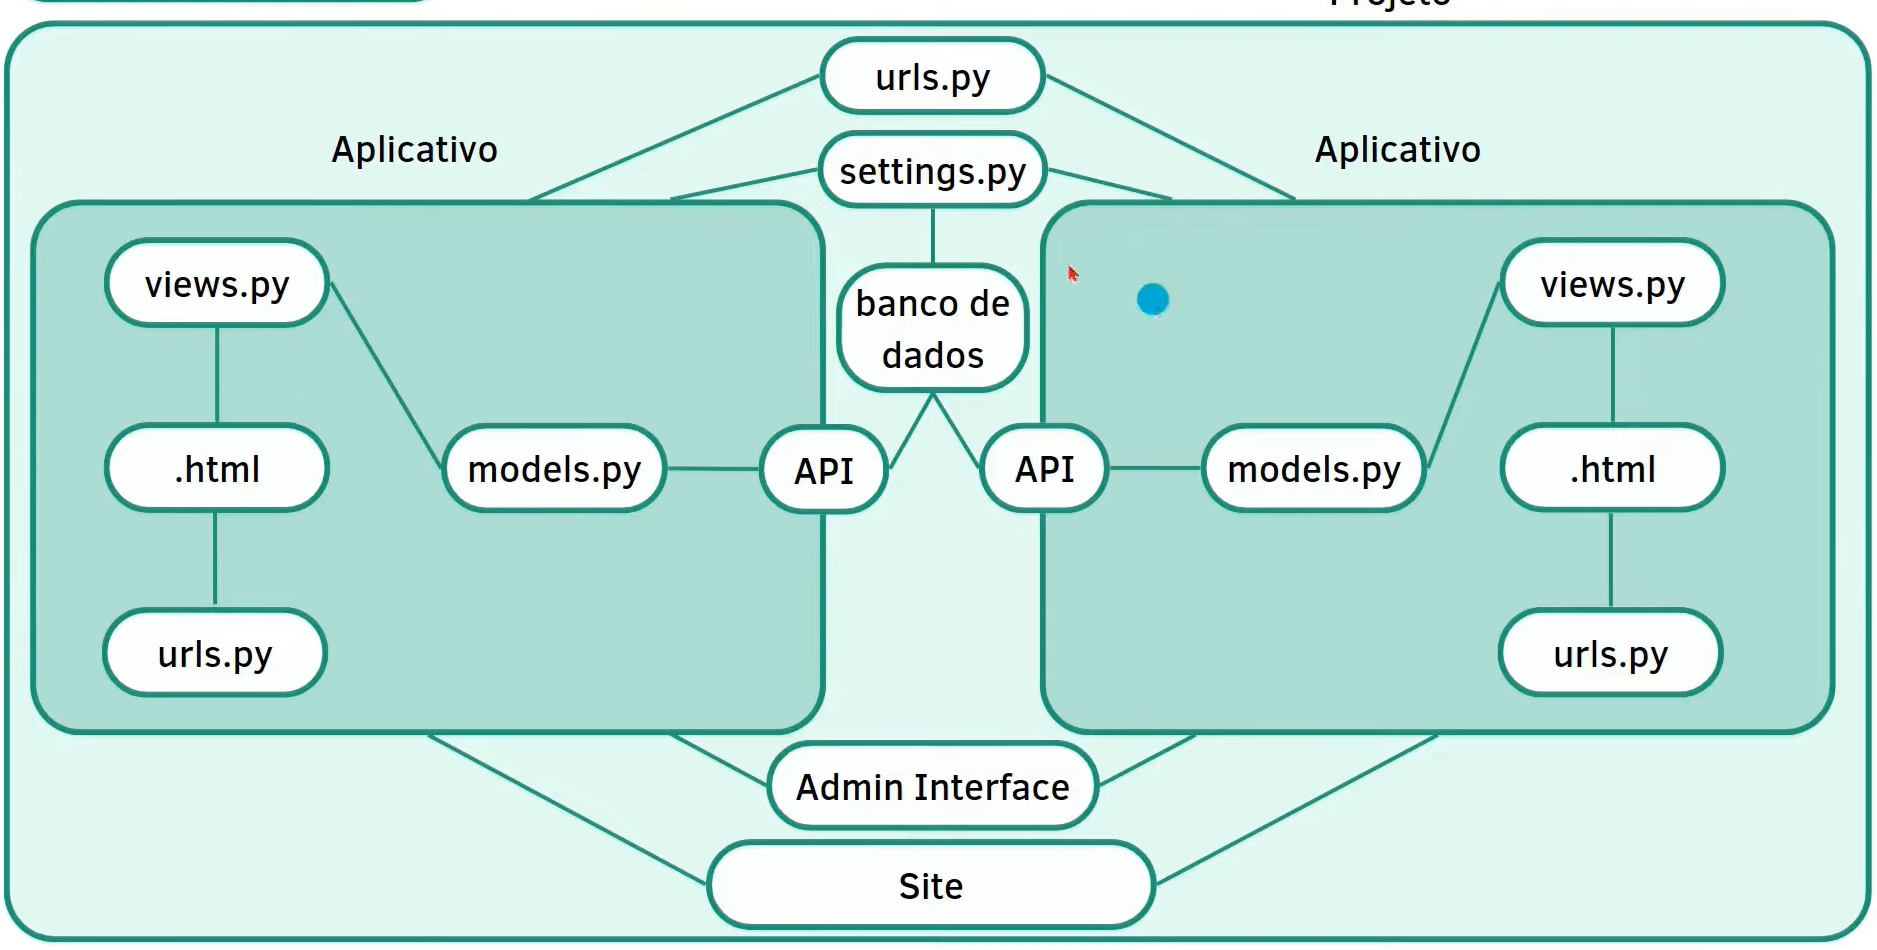 Projeto
urls.py
Aplicativo
settings.py
Aplicativo
views.py
banco de
dados
views.py
.html
models.py
API
API
models.py
.html
urls.py
urls.py
Admin Interface
Site